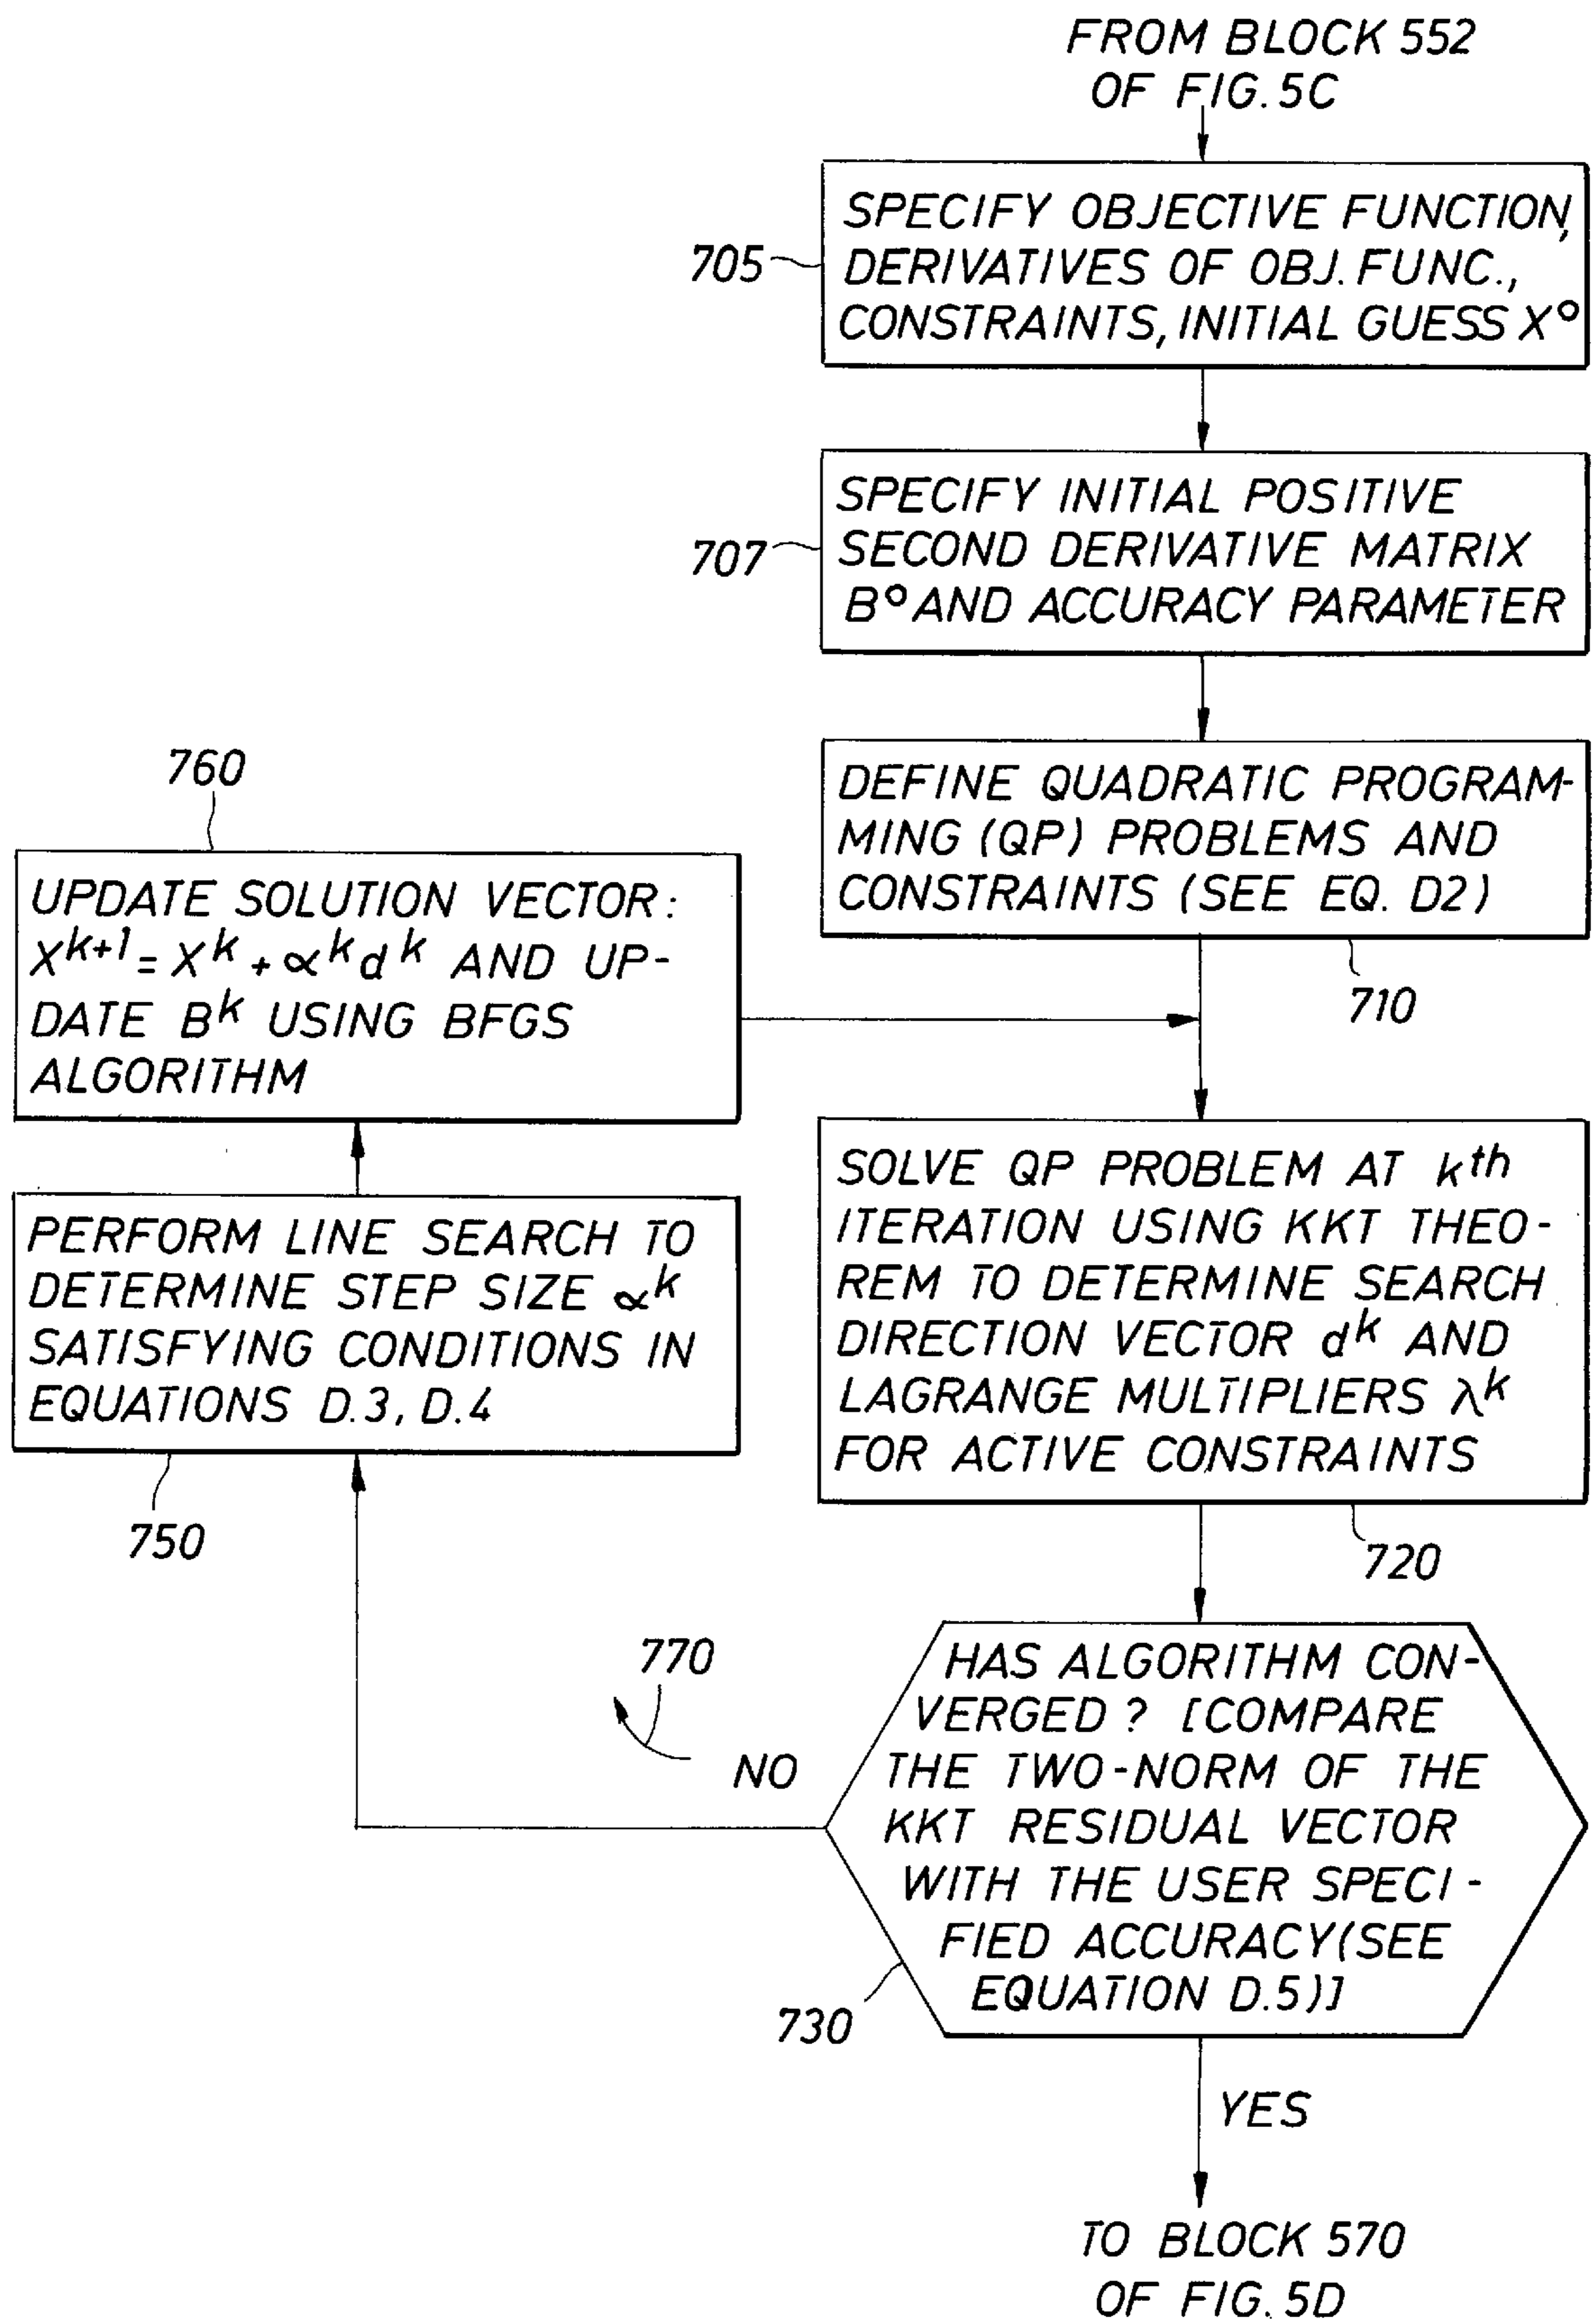 FROM BLOCK 552
OF FIG. 5C
SPECIFY OBJECTIVE FUNCTION,
DERIVATIVES OF OBJ. FUNC.,
CONSTRAINTS, INITIAL GUESS X°
705
SPECIFY INITIAL POSITIVE
SECOND DERIVATIVE MATRIX
B° AND ACCURACY PARAMETER
707
DEFINE QUADRATIC PROGRAM-
MING (QP) PROBLEMS AND
CONSTRAINTS (SEE EQ. D2)
710
760
UPDATE SOLUTION VECTOR:
X^k+1 = X^k + α^k d^k AND UP-
DATE B^k USING BFGS
ALGORITHM
SOLVE QP PROBLEM AT k^th
ITERATION USING KKT THEO-
REM TO DETERMINE SEARCH
DIRECTION VECTOR d^k AND
LAGRANGE MULTIPLIERS λ^k
FOR ACTIVE CONSTRAINTS
720
PERFORM LINE SEARCH TO
DETERMINE STEP SIZE α^k
SATISFYING CONDITIONS IN
EQUATIONS D.3, D.4
750
HAS ALGORITHM CON-
VERGED? [COMPARE
THE TWO-NORM OF THE
KKT RESIDUAL VECTOR
WITH THE USER SPECI-
FIED ACCURACY(SEE
EQUATION D.5)]
730
770
NO
YES
TO BLOCK 570
OF FIG. 5D